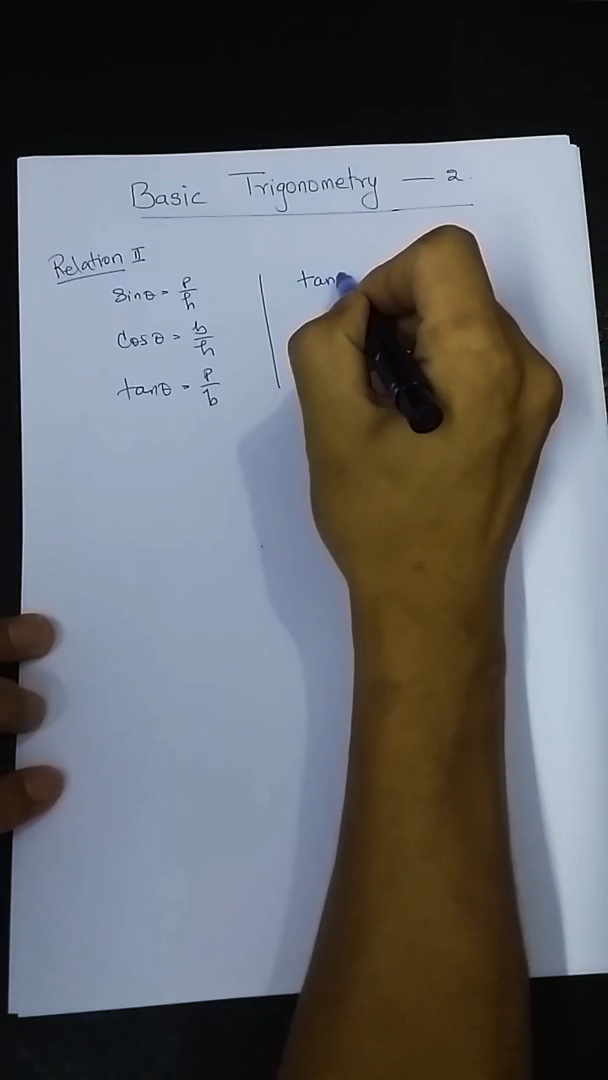 Basic Trigonometry — 2.
Relation II
Sinθ = P/h
Cosθ = b/h
tanθ = P/b
tan